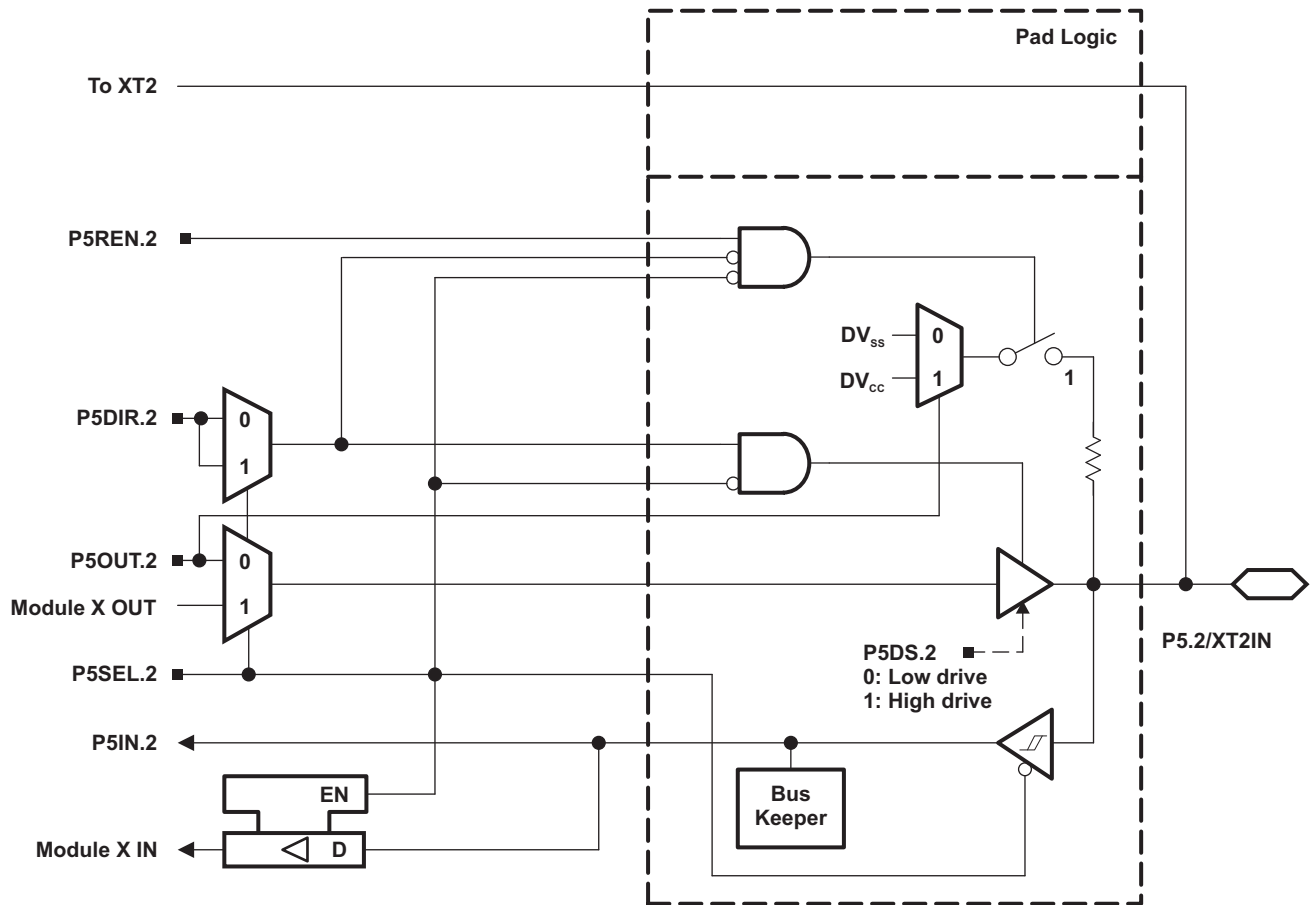 Pad Logic
To XT2
P5REN.2
DVSS
0
DVCC
1
1
P5DIR.2
0
1
P5OUT.2
0
Module X OUT
1
P5DS.2
0: Low drive
1: High drive
P5.2/XT2IN
P5SEL.2
P5IN.2
Bus
Keeper
EN
Module X IN
D